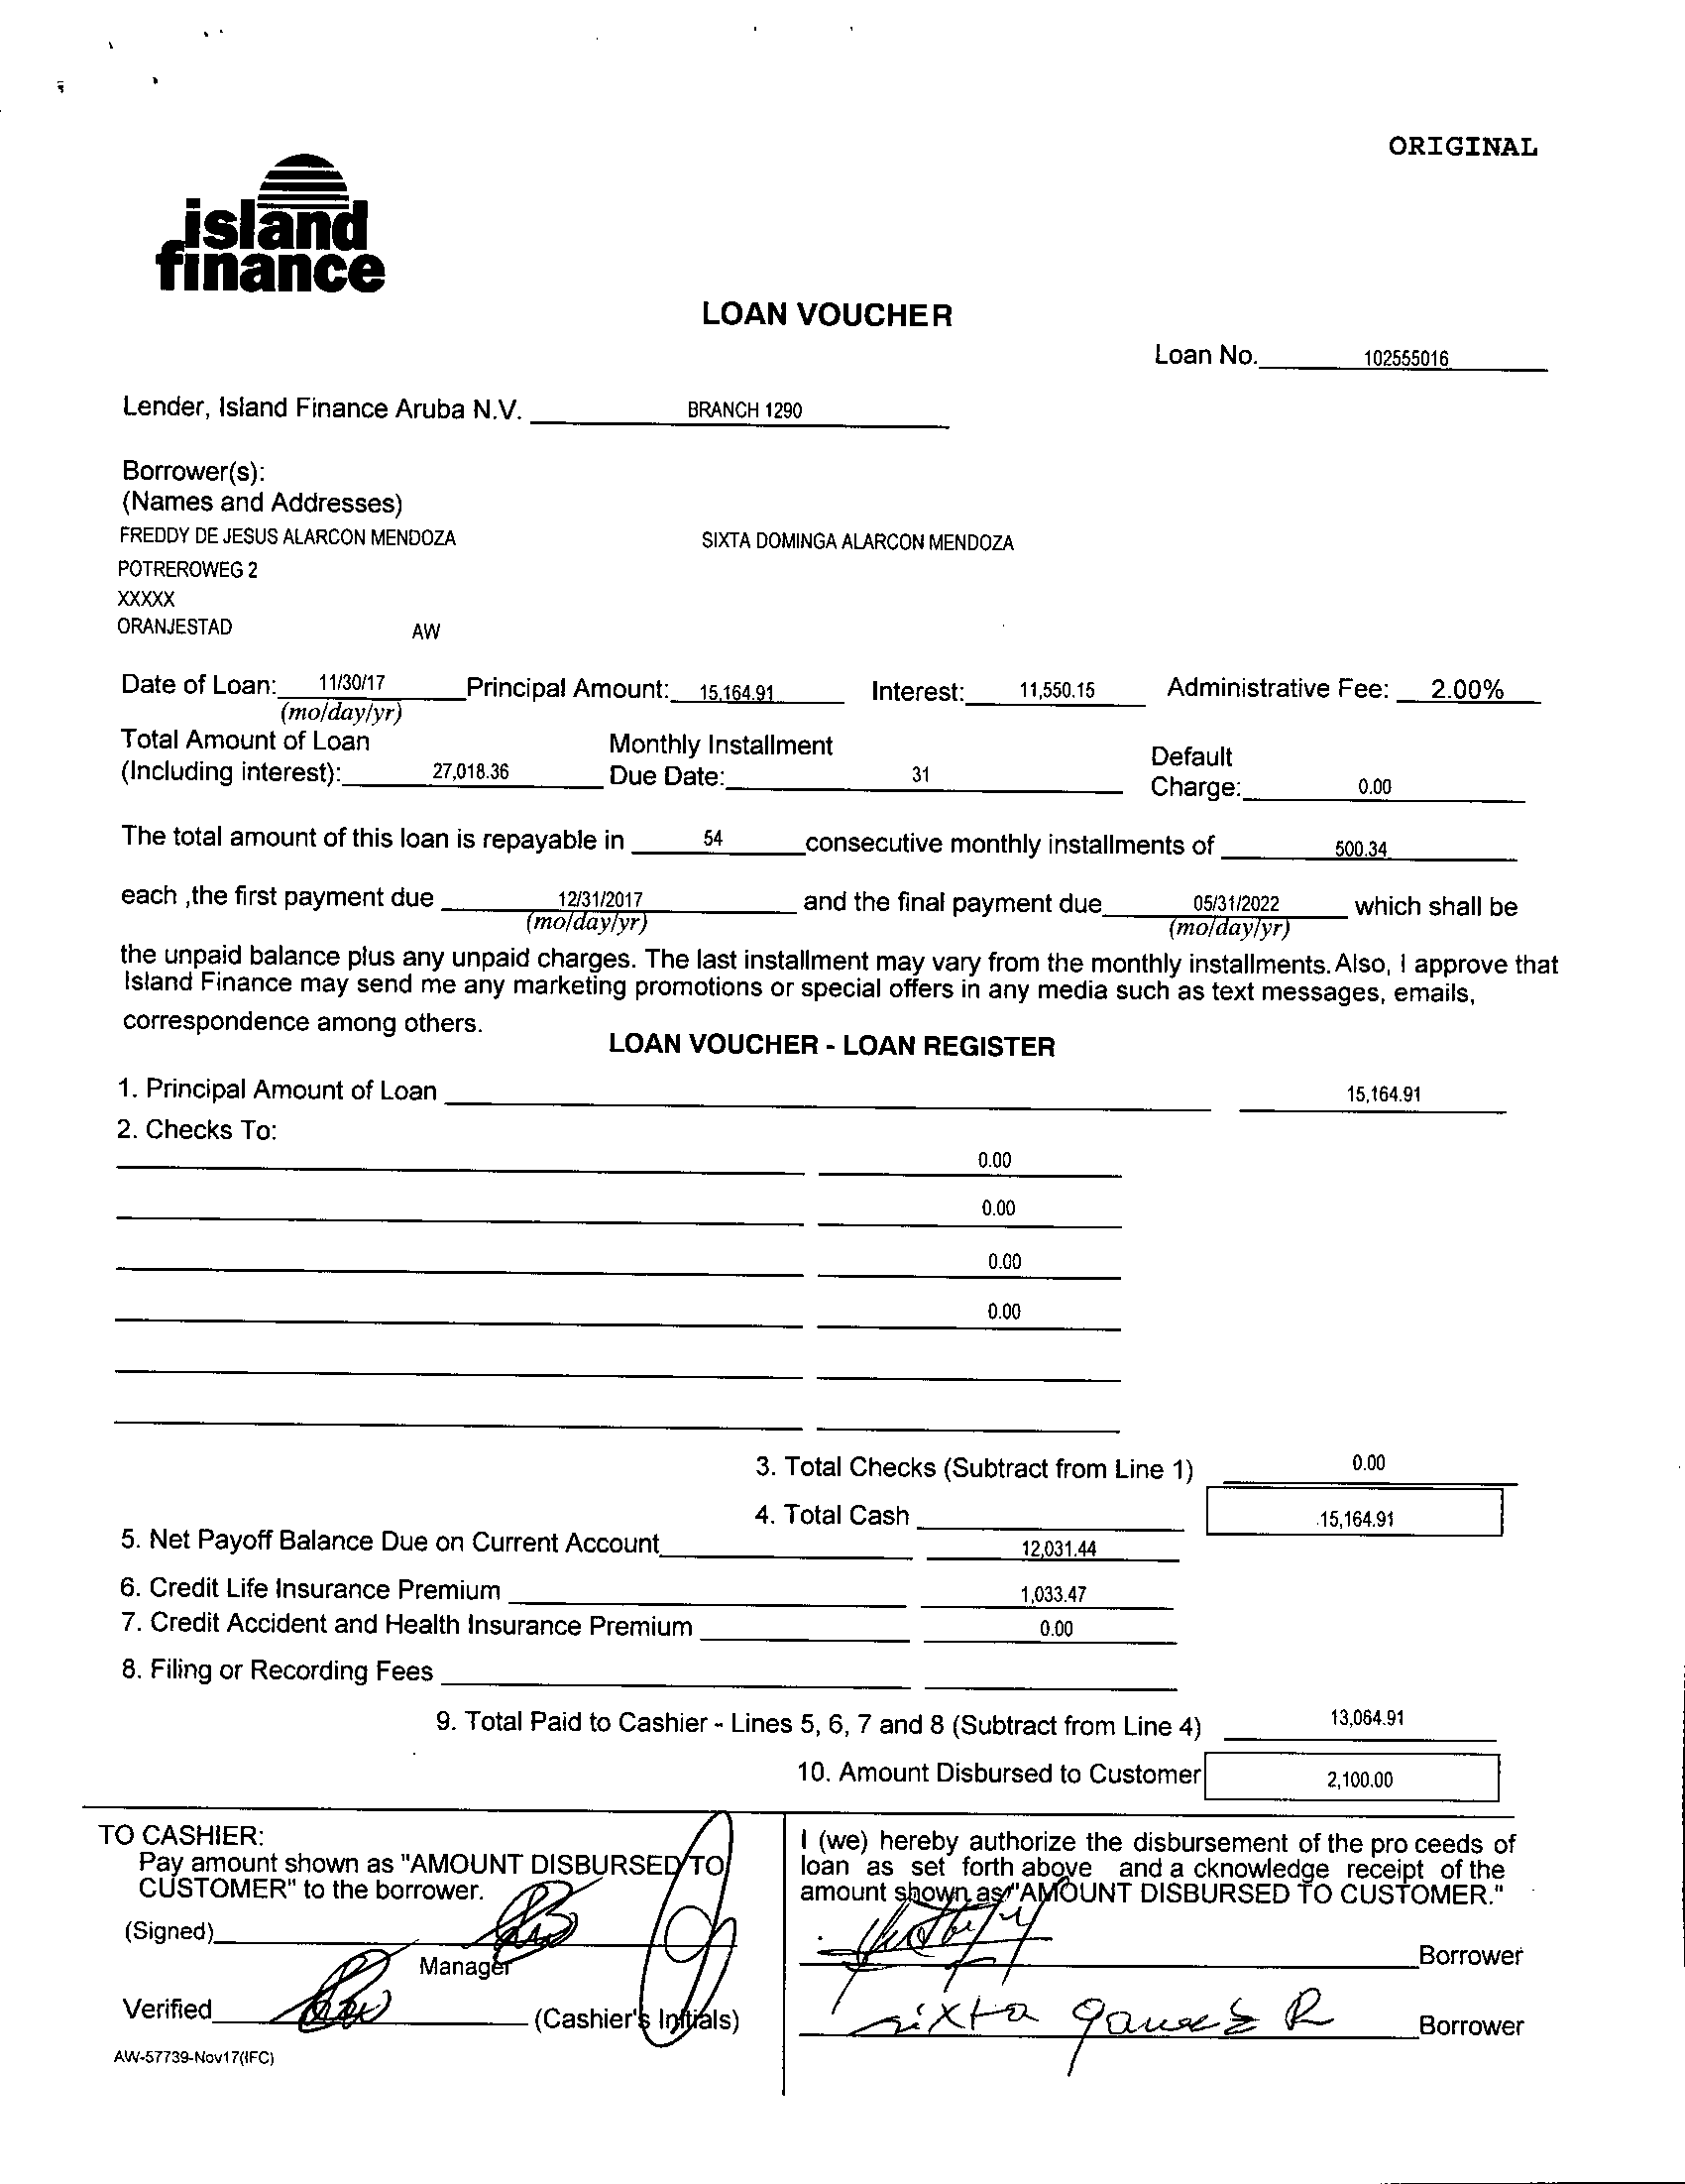 ORIGINAL
island
finance
LOAN VOUCHER
Loan No. 102555016
Lender, Island Finance Aruba N.V. BRANCH 1290
Borrower(s):
(Names and Addresses)
FREDDY DE JESUS ALARCON MENDOZA SIXTA DOMINGA ALARCON MENDOZA
POTREROWEG 2
XXXXX
ORANJESTAD AW
Date of Loan: 11/30/17 Principal Amount: 15,164.91 Interest: 11,550.15 Administrative Fee: 2.00%
(mo/day/yr)
Total Amount of Loan Monthly Installment Default
(Including interest): 27,018.36 Due Date: 31 Charge: 0.00
The total amount of this loan is repayable in 54 consecutive monthly installments of 500.34
each ,the first payment due 12/31/2017 and the final payment due 05/31/2022 which shall be
(mo/day/yr) (mo/day/yr)
the unpaid balance plus any unpaid charges. The last installment may vary from the monthly installments. Also, I approve that
Island Finance may send me any marketing promotions or special offers in any media such as text messages, emails,
correspondence among others.
LOAN VOUCHER - LOAN REGISTER
1. Principal Amount of Loan 15,164.91
2. Checks To:
0.00
0.00
0.00
0.00
3. Total Checks (Subtract from Line 1) 0.00
4. Total Cash 15,164.91
5. Net Payoff Balance Due on Current Account 12,031.44
6. Credit Life Insurance Premium 1,033.47
7. Credit Accident and Health Insurance Premium 0.00
8. Filing or Recording Fees
9. Total Paid to Cashier - Lines 5, 6, 7 and 8 (Subtract from Line 4) 13,064.91
10. Amount Disbursed to Customer 2,100.00
TO CASHIER:
Pay amount shown as "AMOUNT DISBURSED TO
CUSTOMER" to the borrower.
(Signed)
Manager
Verified (Cashier's Initials)
AW-57739-Nov17(IFC)
I (we) hereby authorize the disbursement of the pro ceeds of
loan as set forth above and a cknowledge receipt of the
amount shown as "AMOUNT DISBURSED TO CUSTOMER."
Borrower
sixta R Borrower